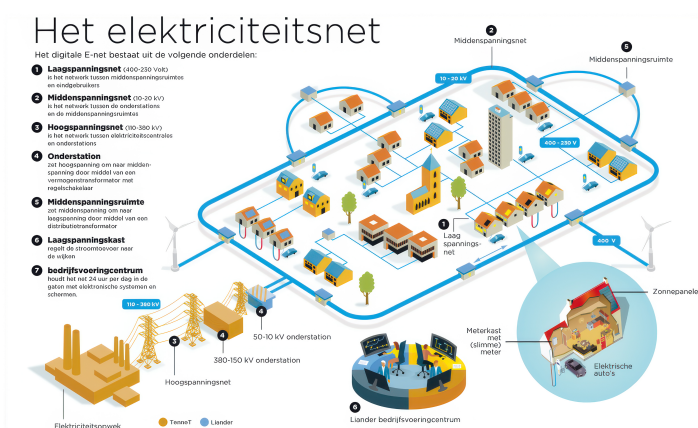 Het elektriciteitsnet
Het digitale E-net bestaat uit de volgende onderdelen:
1 Laagspanningsnet (400-230 Volt)
is het netwerk tussen middenspanningsruimtes
en eindgebruikers
2 Middenspanningsnet (10-20 kV)
is het netwerk tussen de onderstations
en de middenspanningsruimtes
3 Hoogspanningsnet (110-380 kV)
is het netwerk tussen elektriciteitscentrales
en onderstations
4 Onderstation
zet hoogspanning om naar midden-
spanning door middel van een
vermogenstransformator met
regelschakelaar
5 Middenspanningsruimte
zet middenspanning om naar
laagspanning door middel van een
distributietransformator
6 Laagspanningskast
regelt de stroomtoevoer naar
de wijken
7 bedrijfsvoeringcentrum
houdt het net 24 uur per dag in de
gaten met elektronische systemen en
schermen.
2
Middenspanningsnet
5
Middenspanningsruimte
10 - 20 kV
400 - 230 V
1
Laag
spannings-
net
400 V
110 - 380 kV
4
50-10 kV onderstation
4
380-150 kV onderstation
3
Hoogspanningsnet
Elektriciteitsopwek
TenneT
Liander
6
Liander bedrijfsvoeringcentrum
Zonnepanele
Meterkast
met
(slimme)
meter
Elektrische
auto's